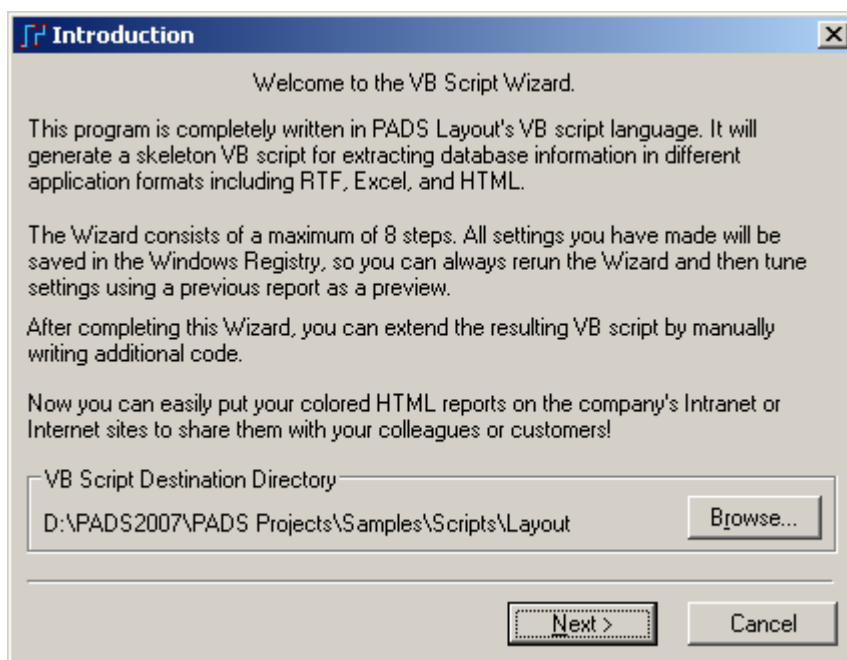 Introduction
Welcome to the VB Script Wizard.
This program is completely written in PADS Layout's VB script language. It will
generate a skeleton VB script for extracting database information in different
application formats including RTF, Excel, and HTML.
The Wizard consists of a maximum of 8 steps. All settings you have made will be
saved in the Windows Registry, so you can always rerun the Wizard and then tune
settings using a previous report as a preview.
After completing this Wizard, you can extend the resulting VB script by manually
writing additional code.
Now you can easily put your colored HTML reports on the company's Intranet or
Internet sites to share them with your colleagues or customers!
VB Script Destination Directory
D:\PADS2007\PADS Projects\Samples\Scripts\Layout
Browse...
Next >
Cancel